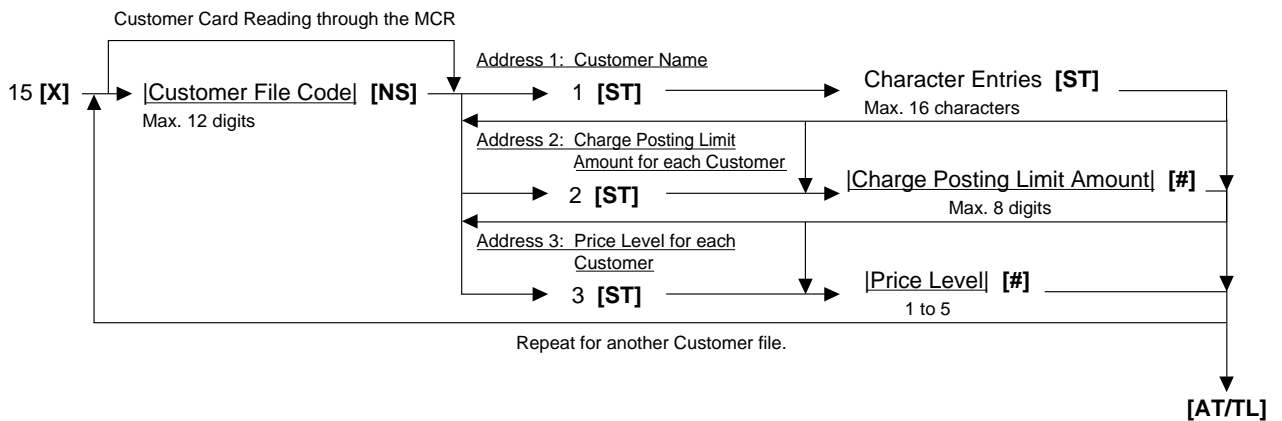 Customer Card Reading through the MCR
15 [X]
|Customer File Code| [NS]
Max. 12 digits
Address 1: Customer Name
1 [ST]
Character Entries [ST]
Max. 16 characters
Address 2: Charge Posting Limit
Amount for each Customer
2 [ST]
|Charge Posting Limit Amount| [#]
Max. 8 digits
Address 3: Price Level for each
Customer
3 [ST]
|Price Level| [#]
1 to 5
Repeat for another Customer file.
[AT/TL]